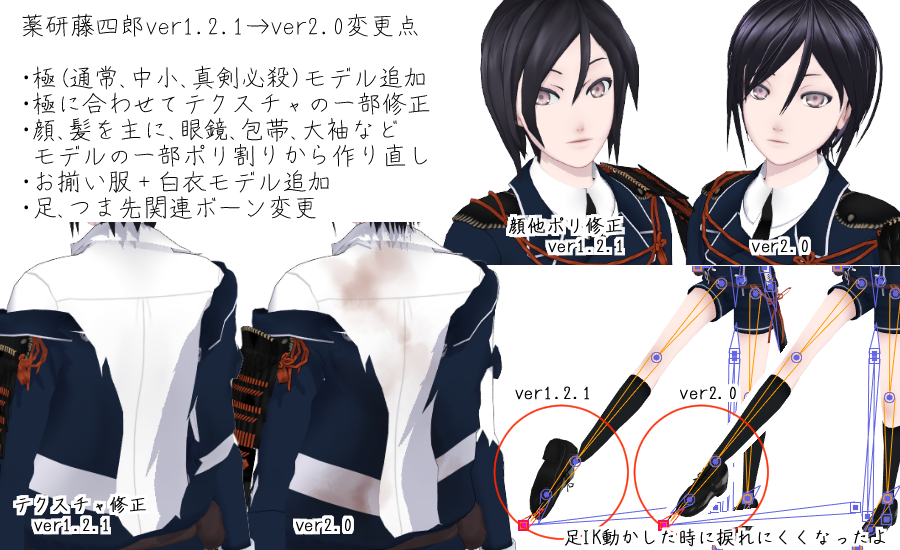 薬研藤四郎ver1.2.1→ver2.0変更点
・極(通常、中小、真剣必殺)モデル追加
・極に合わせてテクスチャの一部修正
・顔、髪を主に、眼鏡、包帯、大袖など
モデルの一部ポリ割りから作り直し
・お揃い服+白衣モデル追加
・足、つま先関連ボーン変更
顔他ポリ修正
ver1.2.1
ver2.0
テクスチャ修正
ver1.2.1
ver2.0
ver1.2.1
ver2.0
足IK動かした時に捩れにくくなったよ